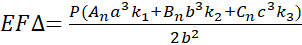 EFΔ= P(Aₙa³k₁+Bₙb³k₂+Cₙc³k₃) / 2b²